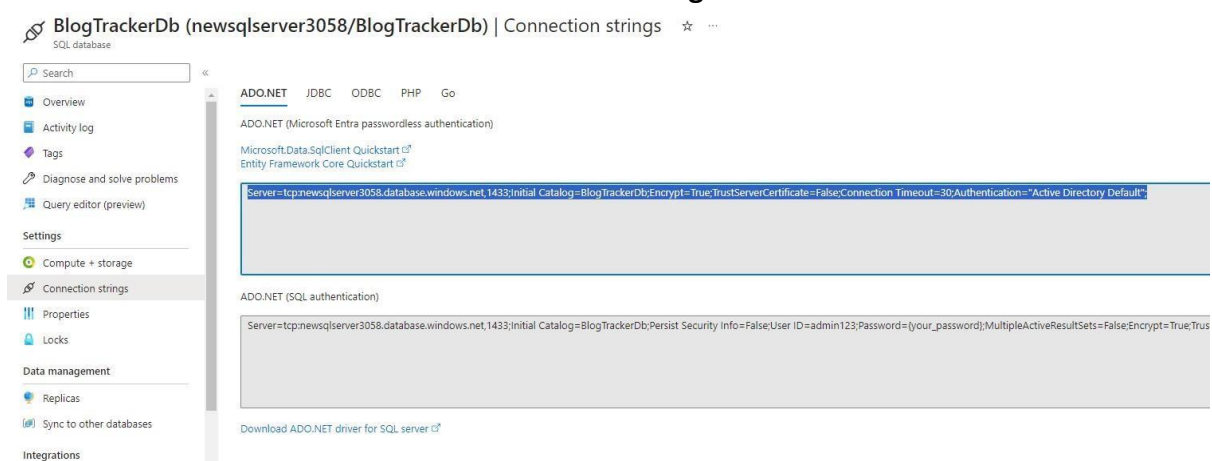 BlogTrackerDb (newsqlserver3058/BlogTrackerDb) | Connection strings
SQL database
Search
Overview
Activity log
Tags
Diagnose and solve problems
Query editor (preview)
Settings
Compute + storage
Connection strings
Properties
Locks
Data management
Replicas
Sync to other databases
Integrations
ADO.NET JDBC ODBC PHP Go
ADO.NET (Microsoft Entra passwordless authentication)
Microsoft.Data.SqlClient Quickstart
Entity Framework Core Quickstart
Server=tcp:newsqlserver3058.database.windows.net,1433;Initial Catalog=BlogTrackerDb;Encrypt=True;TrustServerCertificate=False;Connection Timeout=30;Authentication="Active Directory Default";
ADO.NET (SQL authentication)
Server=tcp:newsqlserver3058.database.windows.net,1433;Initial Catalog=BlogTrackerDb;Persist Security Info=False;User ID=admin123;Password={your_password};MultipleActiveResultSets=False;Encrypt=True;Trus
Download ADO.NET driver for SQL server